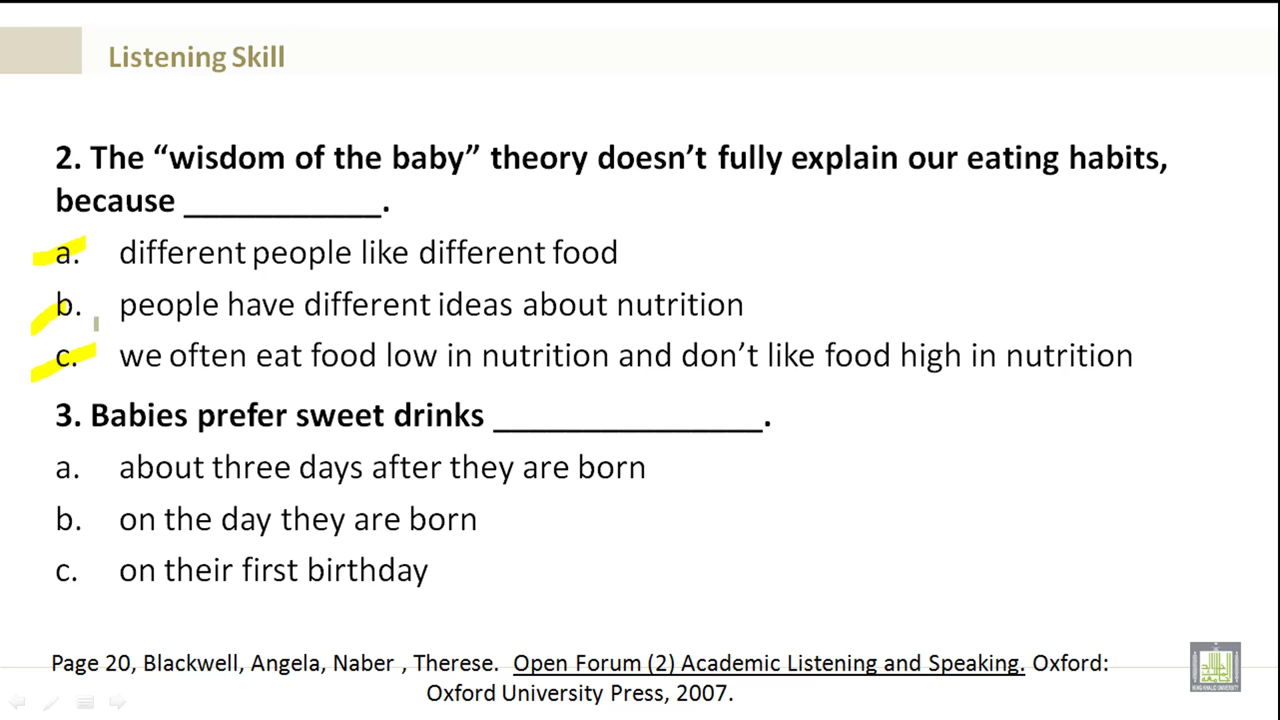 Listening Skill
2. The “wisdom of the baby” theory doesn’t fully explain our eating habits,
because ____________.
a. different people like different food
b. people have different ideas about nutrition
c. we often eat food low in nutrition and don’t like food high in nutrition
3. Babies prefer sweet drinks ________________.
a. about three days after they are born
b. on the day they are born
c. on their first birthday
Page 20, Blackwell, Angela, Naber , Therese. Open Forum (2) Academic Listening and Speaking. Oxford:
Oxford University Press, 2007.
KING KHALID UNIVERSITY